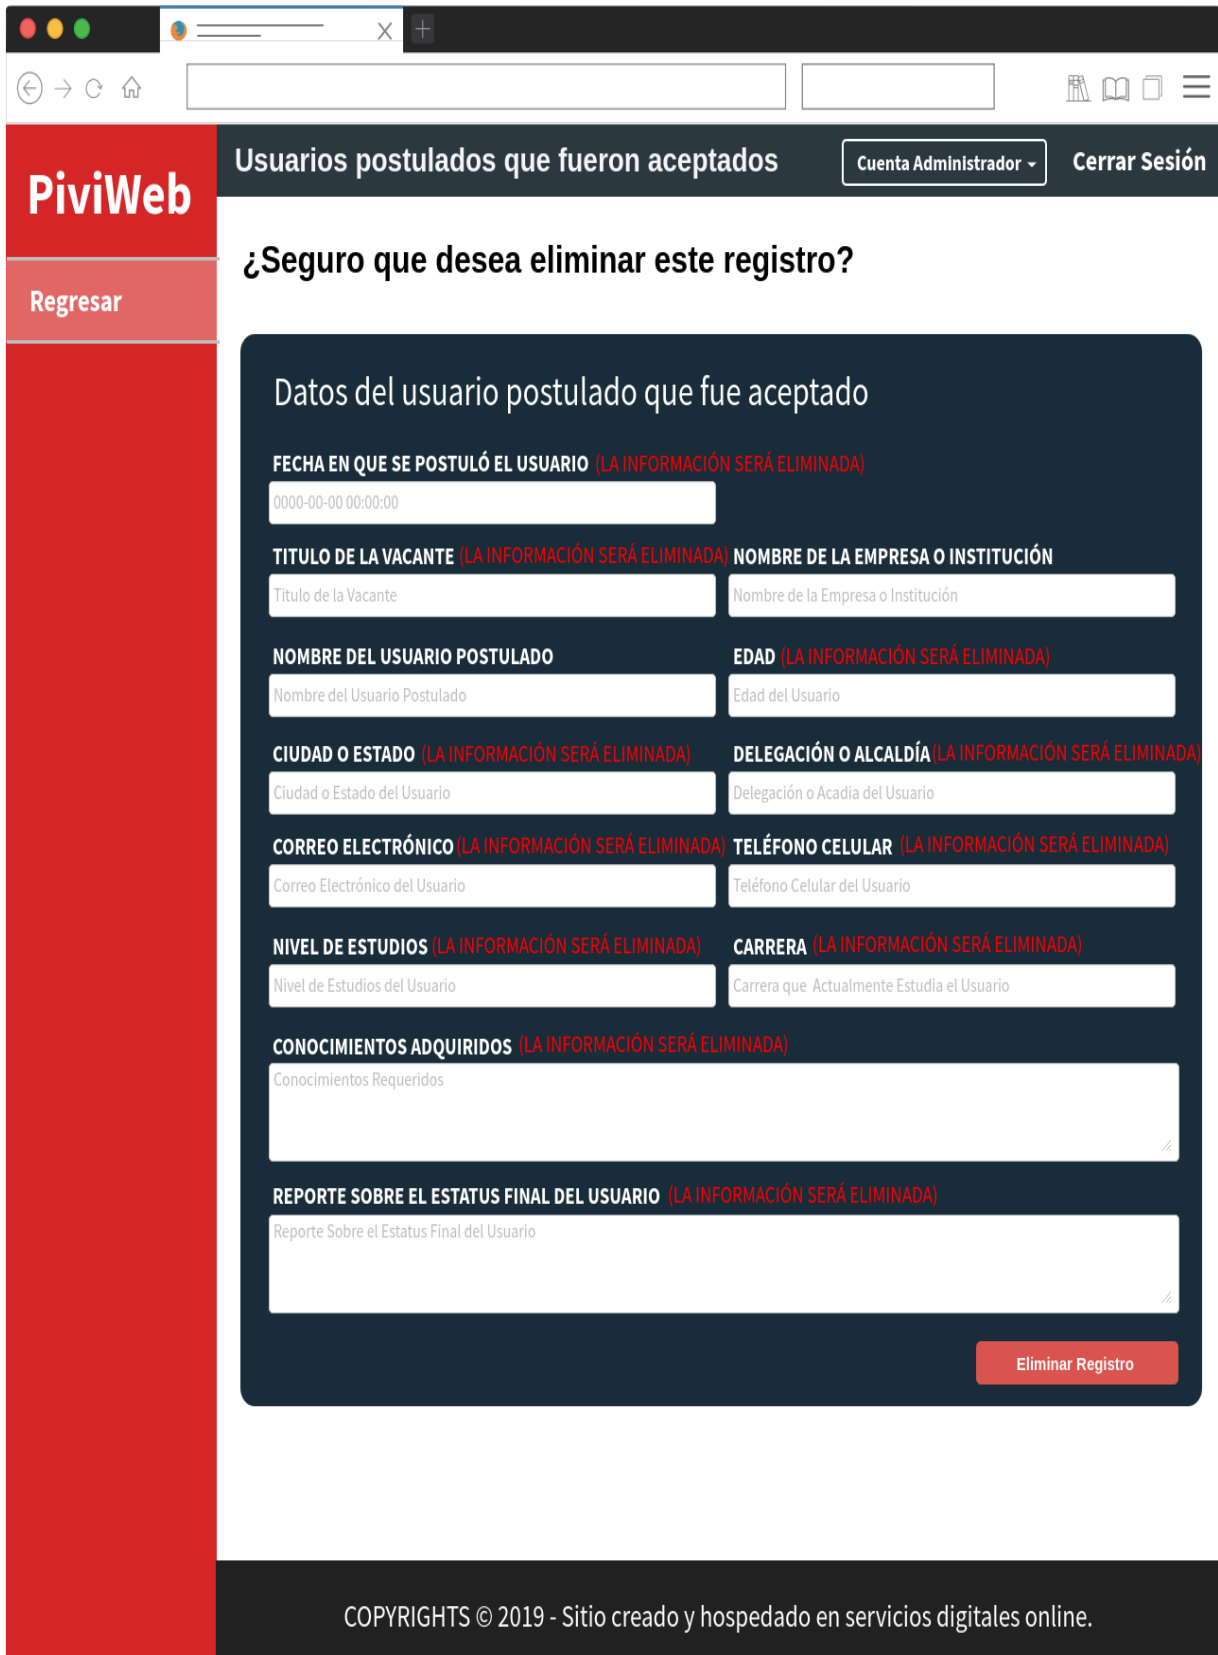 Usuarios postulados que fueron aceptados
Cuenta Administrador
Cerrar Sesión
PiviWeb
Regresar
¿Seguro que desea eliminar este registro?
Datos del usuario postulado que fue aceptado
FECHA EN QUE SE POSTULÓ EL USUARIO (LA INFORMACIÓN SERÁ ELIMINADA)
0000-00-00 00:00:00
TITULO DE LA VACANTE (LA INFORMACIÓN SERÁ ELIMINADA) NOMBRE DE LA EMPRESA O INSTITUCIÓN
Titulo de la Vacante Nombre de la Empresa o Institución
NOMBRE DEL USUARIO POSTULADO EDAD (LA INFORMACIÓN SERÁ ELIMINADA)
Nombre del Usuario Postulado Edad del Usuario
CIUDAD O ESTADO (LA INFORMACIÓN SERÁ ELIMINADA) DELEGACIÓN O ALCALDÍA (LA INFORMACIÓN SERÁ ELIMINADA)
Ciudad o Estado del Usuario Delegación o Acadia del Usuario
CORREO ELECTRÓNICO (LA INFORMACIÓN SERÁ ELIMINADA) TELÉFONO CELULAR (LA INFORMACIÓN SERÁ ELIMINADA)
Correo Electrónico del Usuario Teléfono Celular del Usuario
NIVEL DE ESTUDIOS (LA INFORMACIÓN SERÁ ELIMINADA) CARRERA (LA INFORMACIÓN SERÁ ELIMINADA)
Nivel de Estudios del Usuario Carrera que Actualmente Estudia el Usuario
CONOCIMIENTOS ADQUIRIDOS (LA INFORMACIÓN SERÁ ELIMINADA)
Conocimientos Requeridos
REPORTE SOBRE EL ESTATUS FINAL DEL USUARIO (LA INFORMACIÓN SERÁ ELIMINADA)
Reporte Sobre el Estatus Final del Usuario
Eliminar Registro
COPYRIGHTS © 2019 - Sitio creado y hospedado en servicios digitales online.